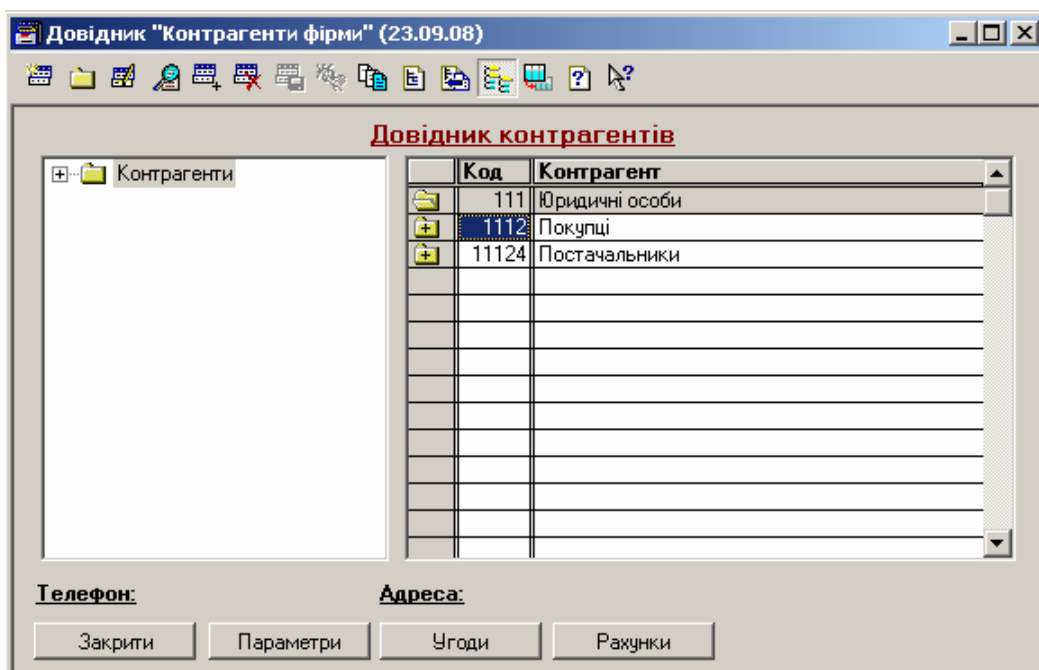 Довідник "Контрагенти фірми" (23.09.08)
Довідник контрагентів
Контрагенти
Код Контрагент
111 Юридичні особи
1112 Покупці
11124 Постачальники
Телефон: Адреса:
Закрити Параметри Угоди Рахунки